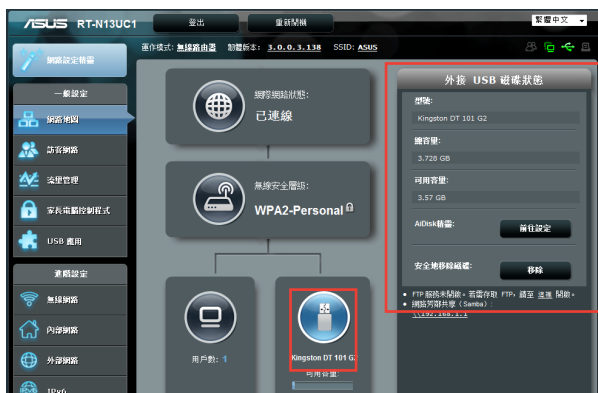 ASUS RT-N13UC1
登出
重新開機
繁體中文
運作模式: 無線路由器 韌體版本: 3.0.0.3.138 SSID: ASUS
網路設定精靈
一般設定
網路地圖
訪客網路
流量管理
家長電腦控制程式
USB 應用
進階設定
無線網路
內部網路
外部網路
IPv6
網際網路狀態:
已連線
無線安全層級:
WPA2-Personal
用戶數: 1
Kingston DT 101 G2
可用容量:
外接 USB 磁碟狀態
型號:
Kingston DT 101 G2
總容量:
3.728 GB
可用容量:
3.57 GB
AiDisk精靈:
前往設定
安全地移除磁碟:
移除
FTP 服務未開啟。若需存取 FTP，請至 這裏 開啟。
網路芳鄰共享 (Samba) :
\\192.168.1.1